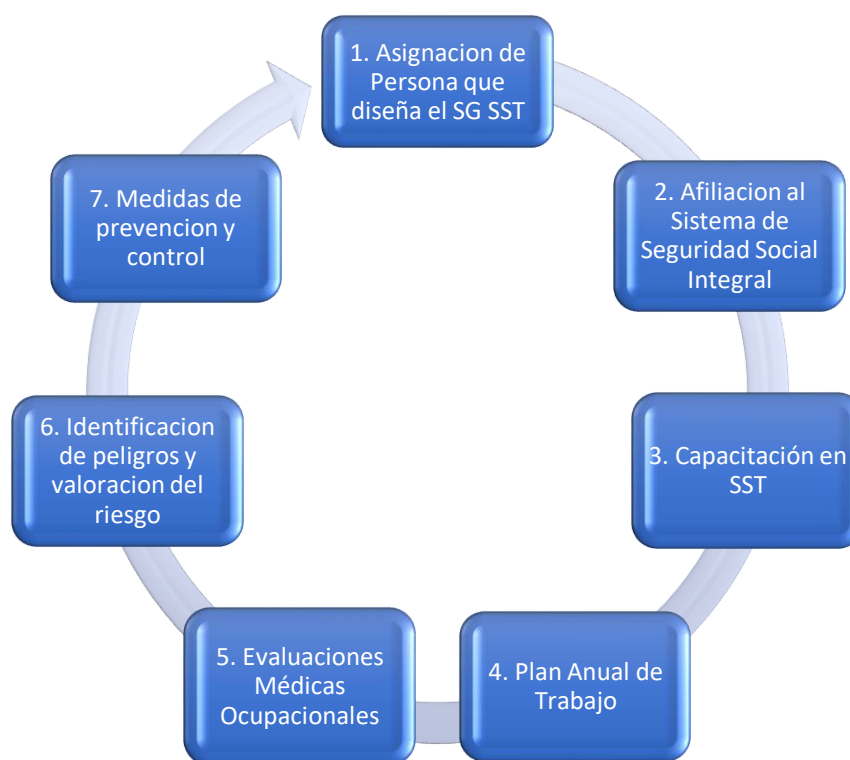 1. Asignacion de
Persona que
diseña el SG SST
2. Afiliacion al
Sistema de
Seguridad Social
Integral
3. Capacitación en
SST
4. Plan Anual de
Trabajo
5. Evaluaciones
Médicas
Ocupacionales
6. Identificacion
de peligros y
valoracion del
riesgo
7. Medidas de
prevencion y
control